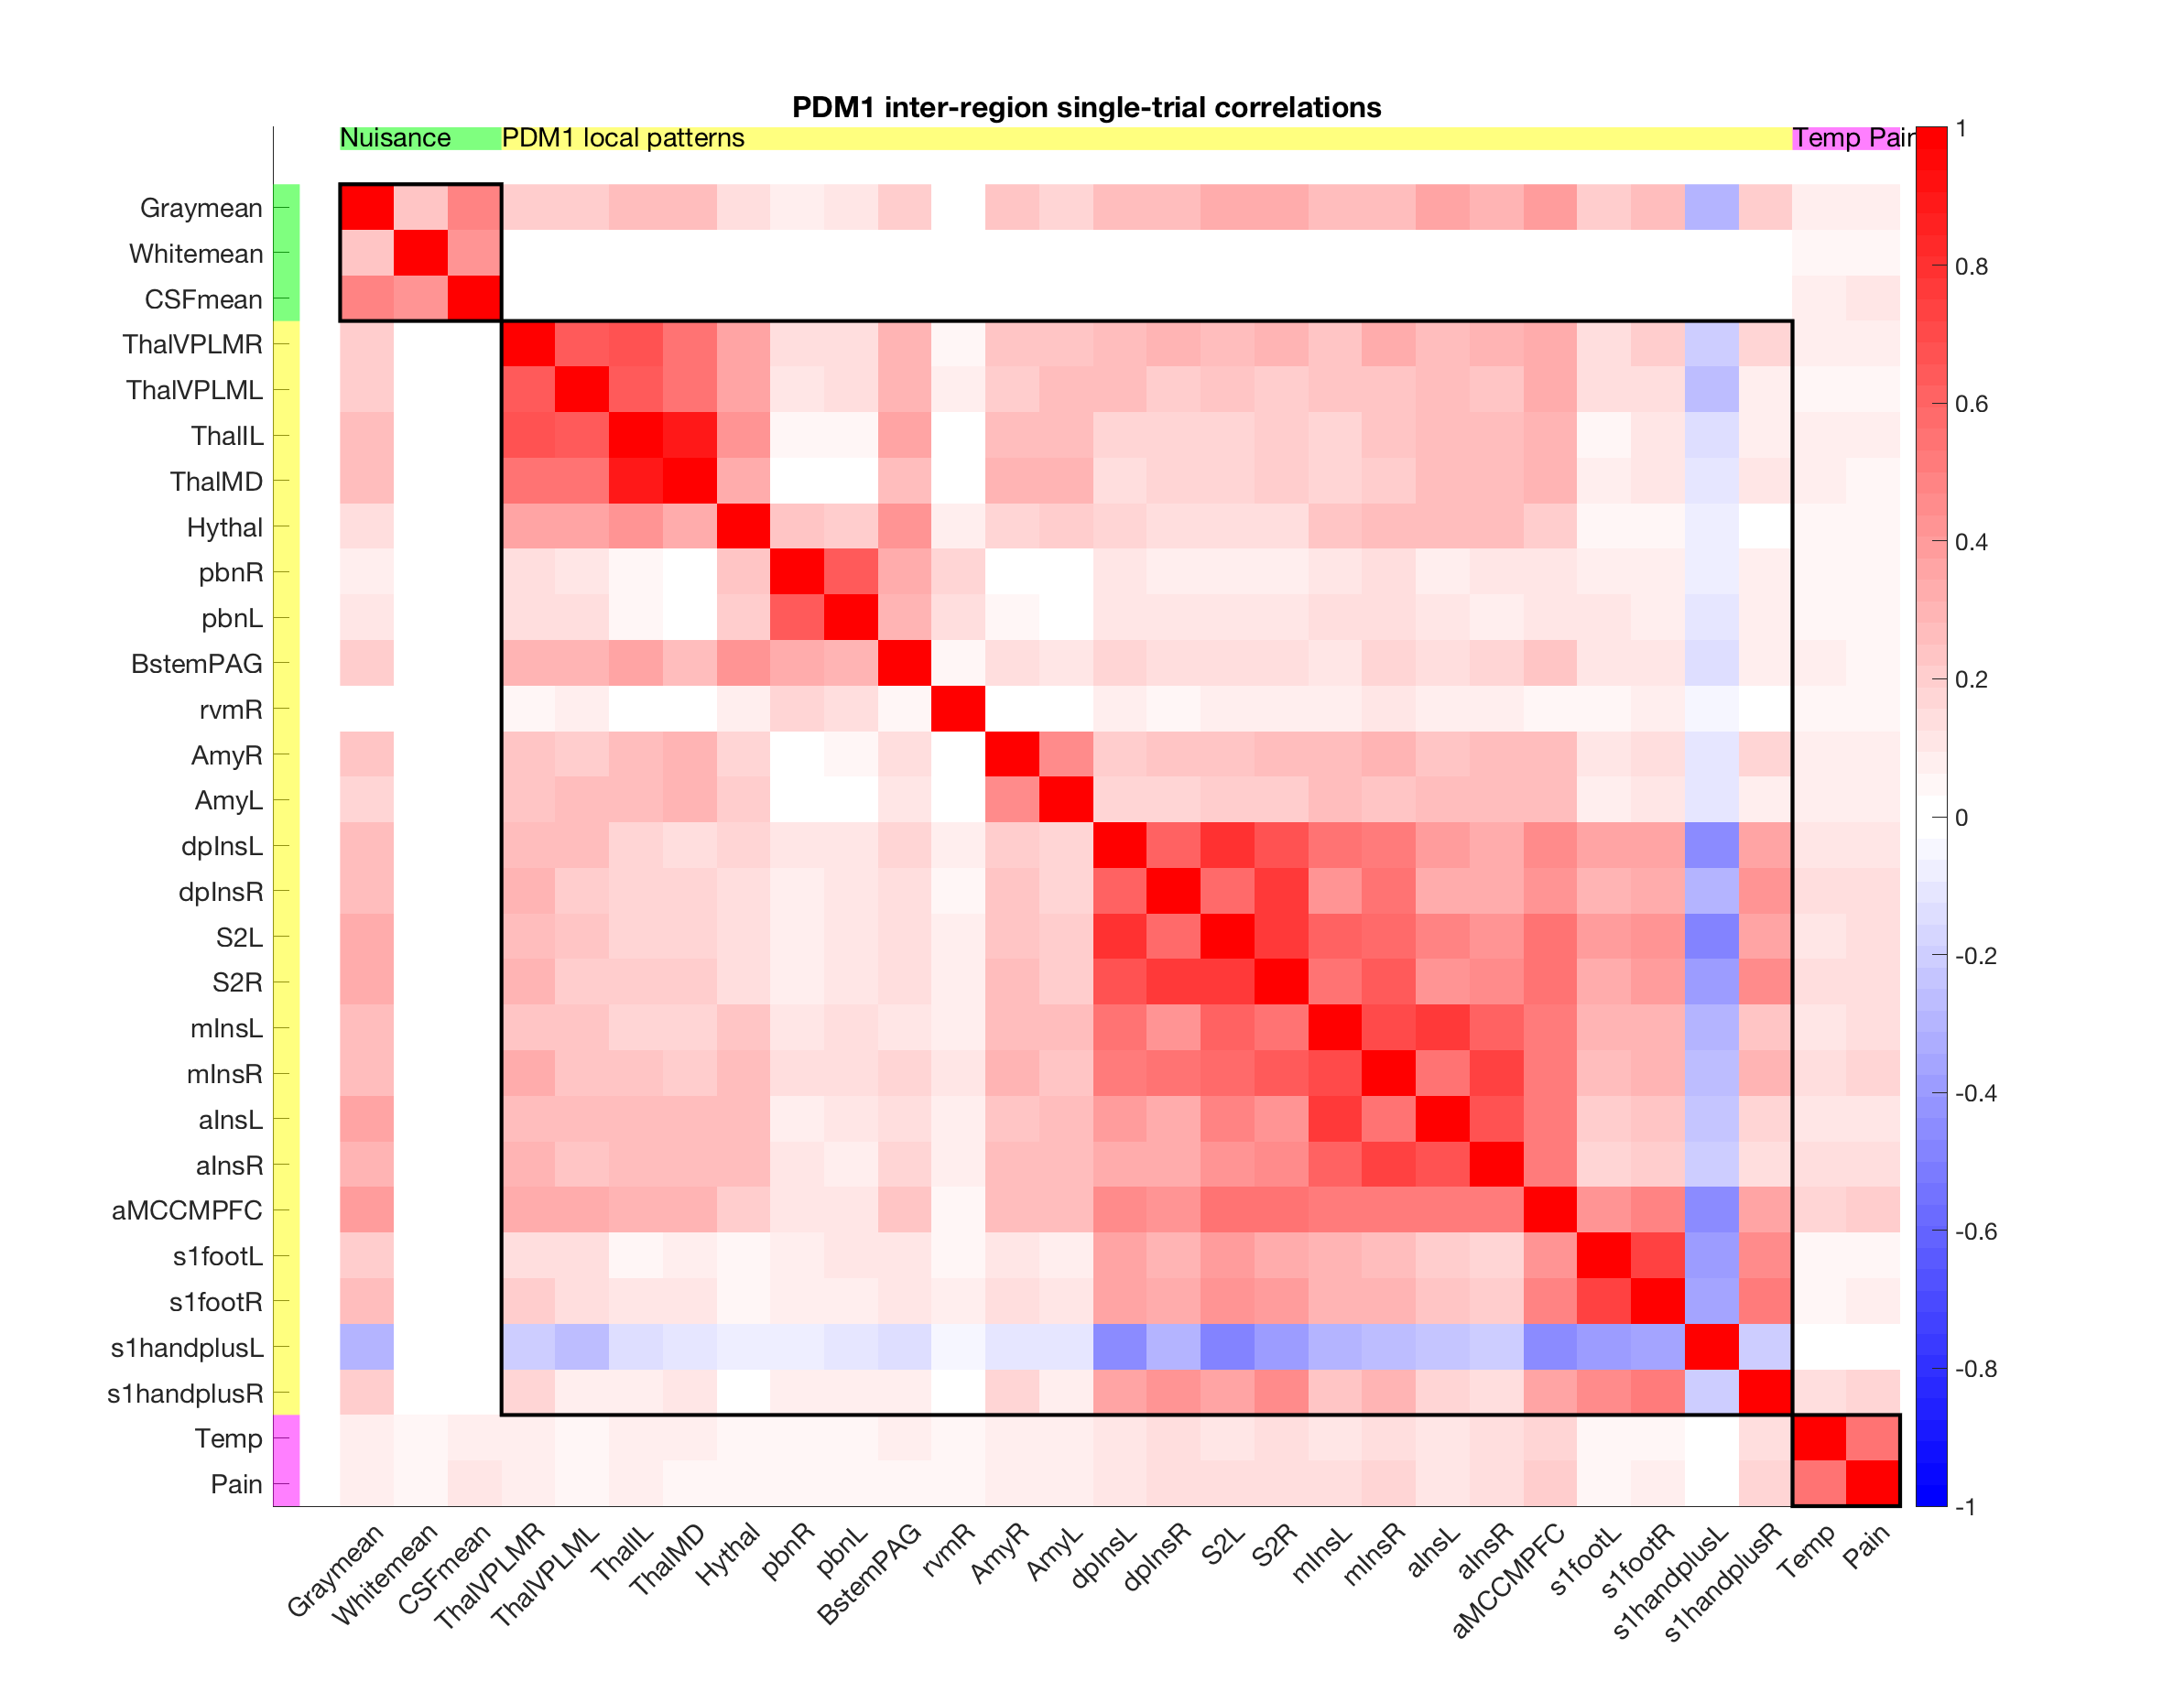 PDM1 inter-region single-trial correlations
Nuisance
PDM1 local patterns
Temp Pain
Graymean
Whitemean
CSFmean
ThalVPLMR
ThalVPLML
ThalIL
ThalMD
Hythal
pbnR
pbnL
BstemPAG
rvmR
AmyR
AmyL
dpInsL
dpInsR
S2L
S2R
mInsL
mInsR
aInsL
aInsR
aMCCMPFC
s1footL
s1footR
s1handplusL
s1handplusR
Temp
Pain
Graymean
Whitemean
CSFmean
ThalVPLMR
ThalVPLML
ThalIL
ThalMD
Hythal
pbnR
pbnL
BstemPAG
rvmR
AmyR
AmyL
dpInsL
dpInsR
S2L
S2R
mInsL
mInsR
aInsL
aInsR
aMCCMPFC
s1footL
s1footR
s1handplusL
s1handplusR
Temp
Pain
1
0.8
0.6
0.4
0.2
0
-0.2
-0.4
-0.6
-0.8
-1